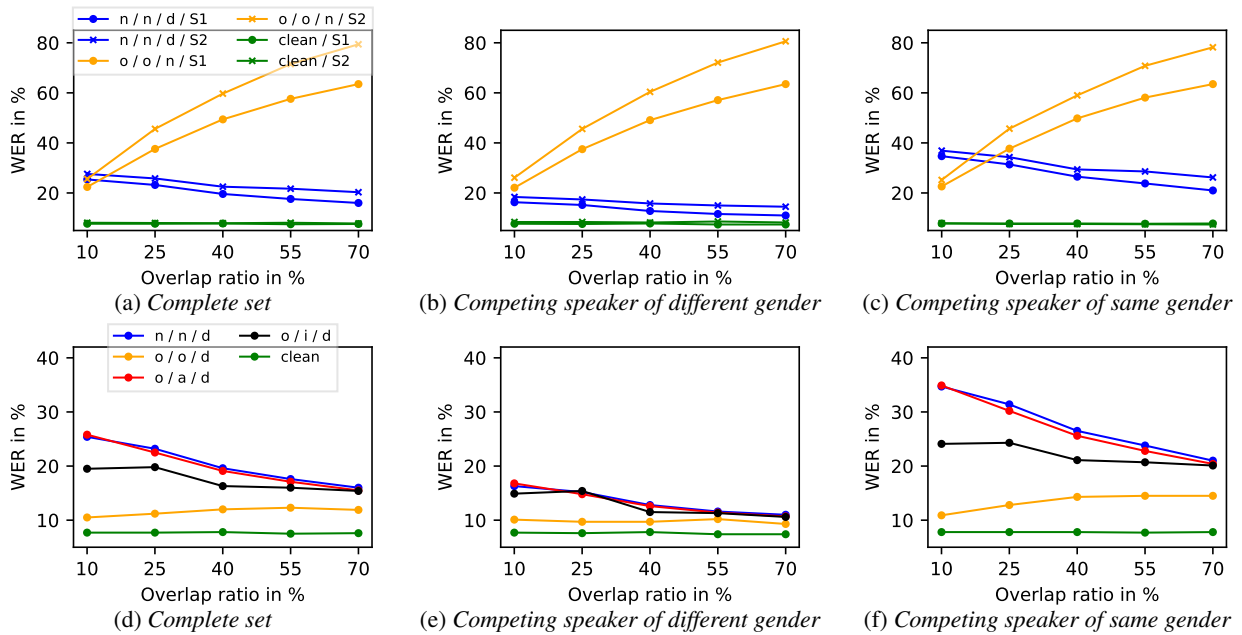 n / n / d / S1
n / n / d / S2
o / o / n / S1
o / o / n / S2
clean / S1
clean / S2
WER in %
80
60
40
20
10 25 40 55 70
Overlap ratio in %
(a) Complete set
WER in %
80
60
40
20
10 25 40 55 70
Overlap ratio in %
(b) Competing speaker of different gender
WER in %
80
60
40
20
10 25 40 55 70
Overlap ratio in %
(c) Competing speaker of same gender
n / n / d
o / o / d
o / a / d
o / i / d
clean
WER in %
40
30
20
10
10 25 40 55 70
Overlap ratio in %
(d) Complete set
WER in %
40
30
20
10
10 25 40 55 70
Overlap ratio in %
(e) Competing speaker of different gender
WER in %
40
30
20
10
10 25 40 55 70
Overlap ratio in %
(f) Competing speaker of same gender